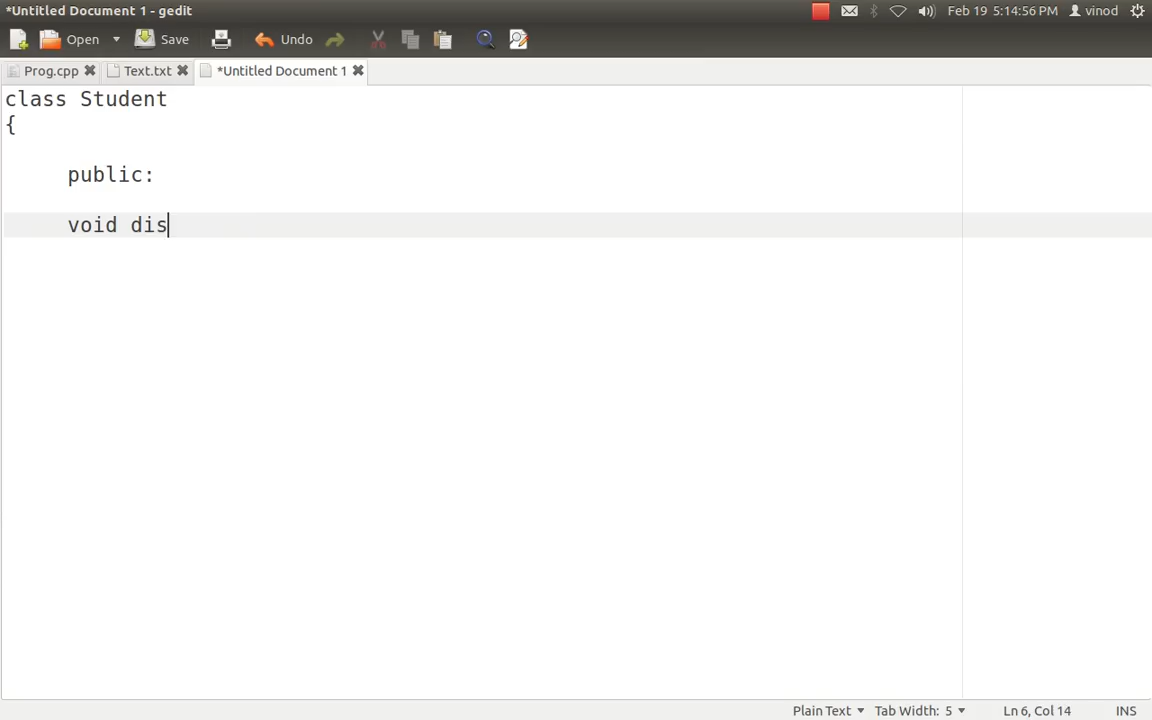 *Untitled Document 1 - gedit
Feb 19 5:14:56 PM vinod
Open Save Undo
Prog.cpp Text.txt *Untitled Document 1
class Student
{
public:
void dis
Plain Text Tab Width: 5 Ln 6, Col 14 INS